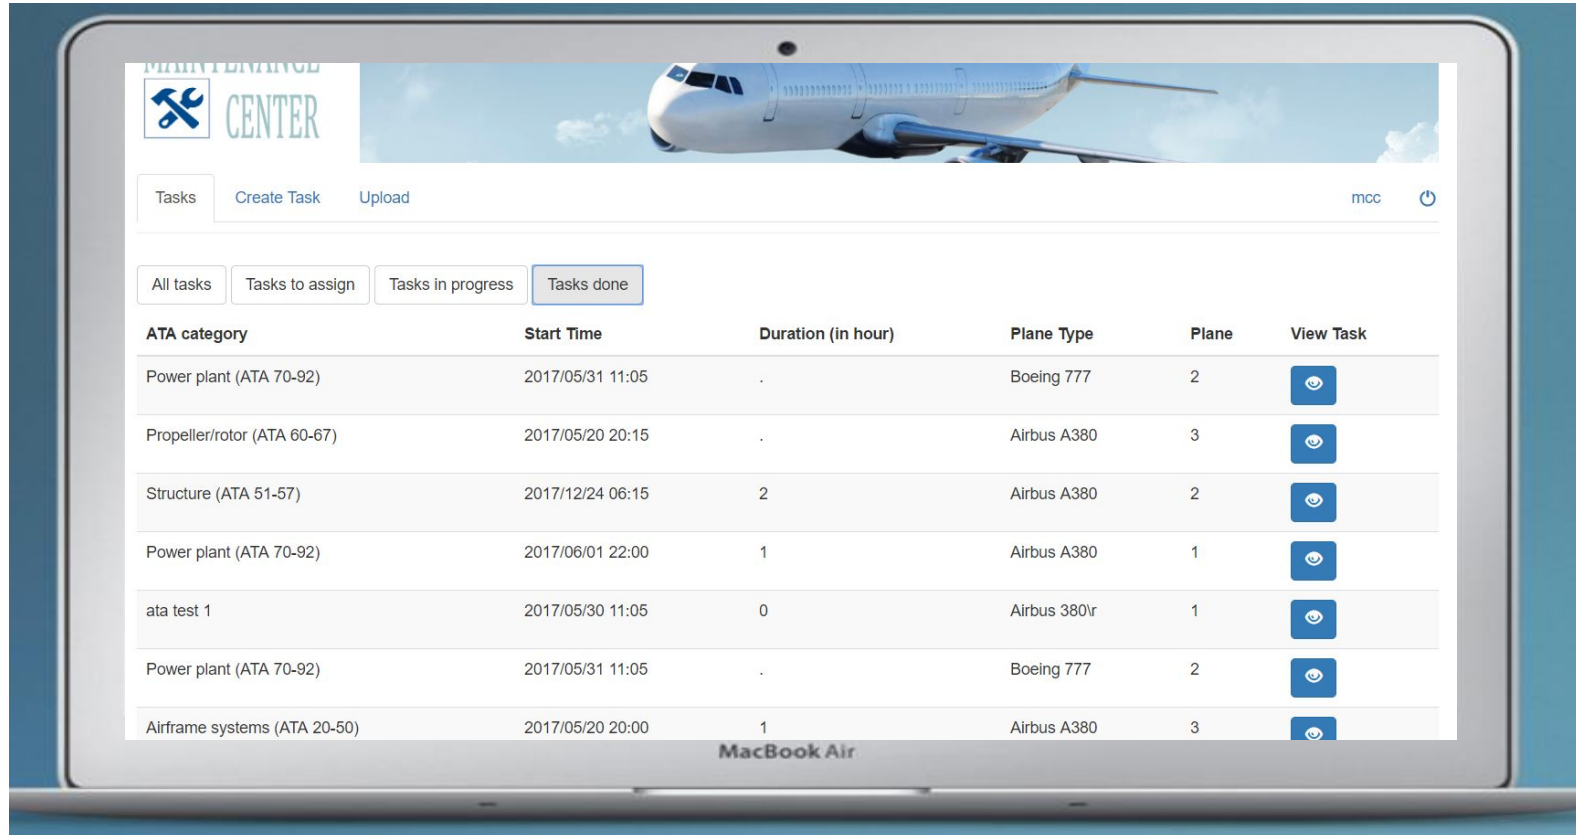 MAINTENANCE
CENTER
Tasks Create Task Upload mcc
All tasks Tasks to assign Tasks in progress Tasks done
ATA category Start Time Duration (in hour) Plane Type Plane View Task
Power plant (ATA 70-92) 2017/05/31 11:05 . Boeing 777 2
Propeller/rotor (ATA 60-67) 2017/05/20 20:15 . Airbus A380 3
Structure (ATA 51-57) 2017/12/24 06:15 2 Airbus A380 2
Power plant (ATA 70-92) 2017/06/01 22:00 1 Airbus A380 1
ata test 1 2017/05/30 11:05 0 Airbus 380\r 1
Power plant (ATA 70-92) 2017/05/31 11:05 . Boeing 777 2
Airframe systems (ATA 20-50) 2017/05/20 20:00 1 Airbus A380 3
MacBook Air